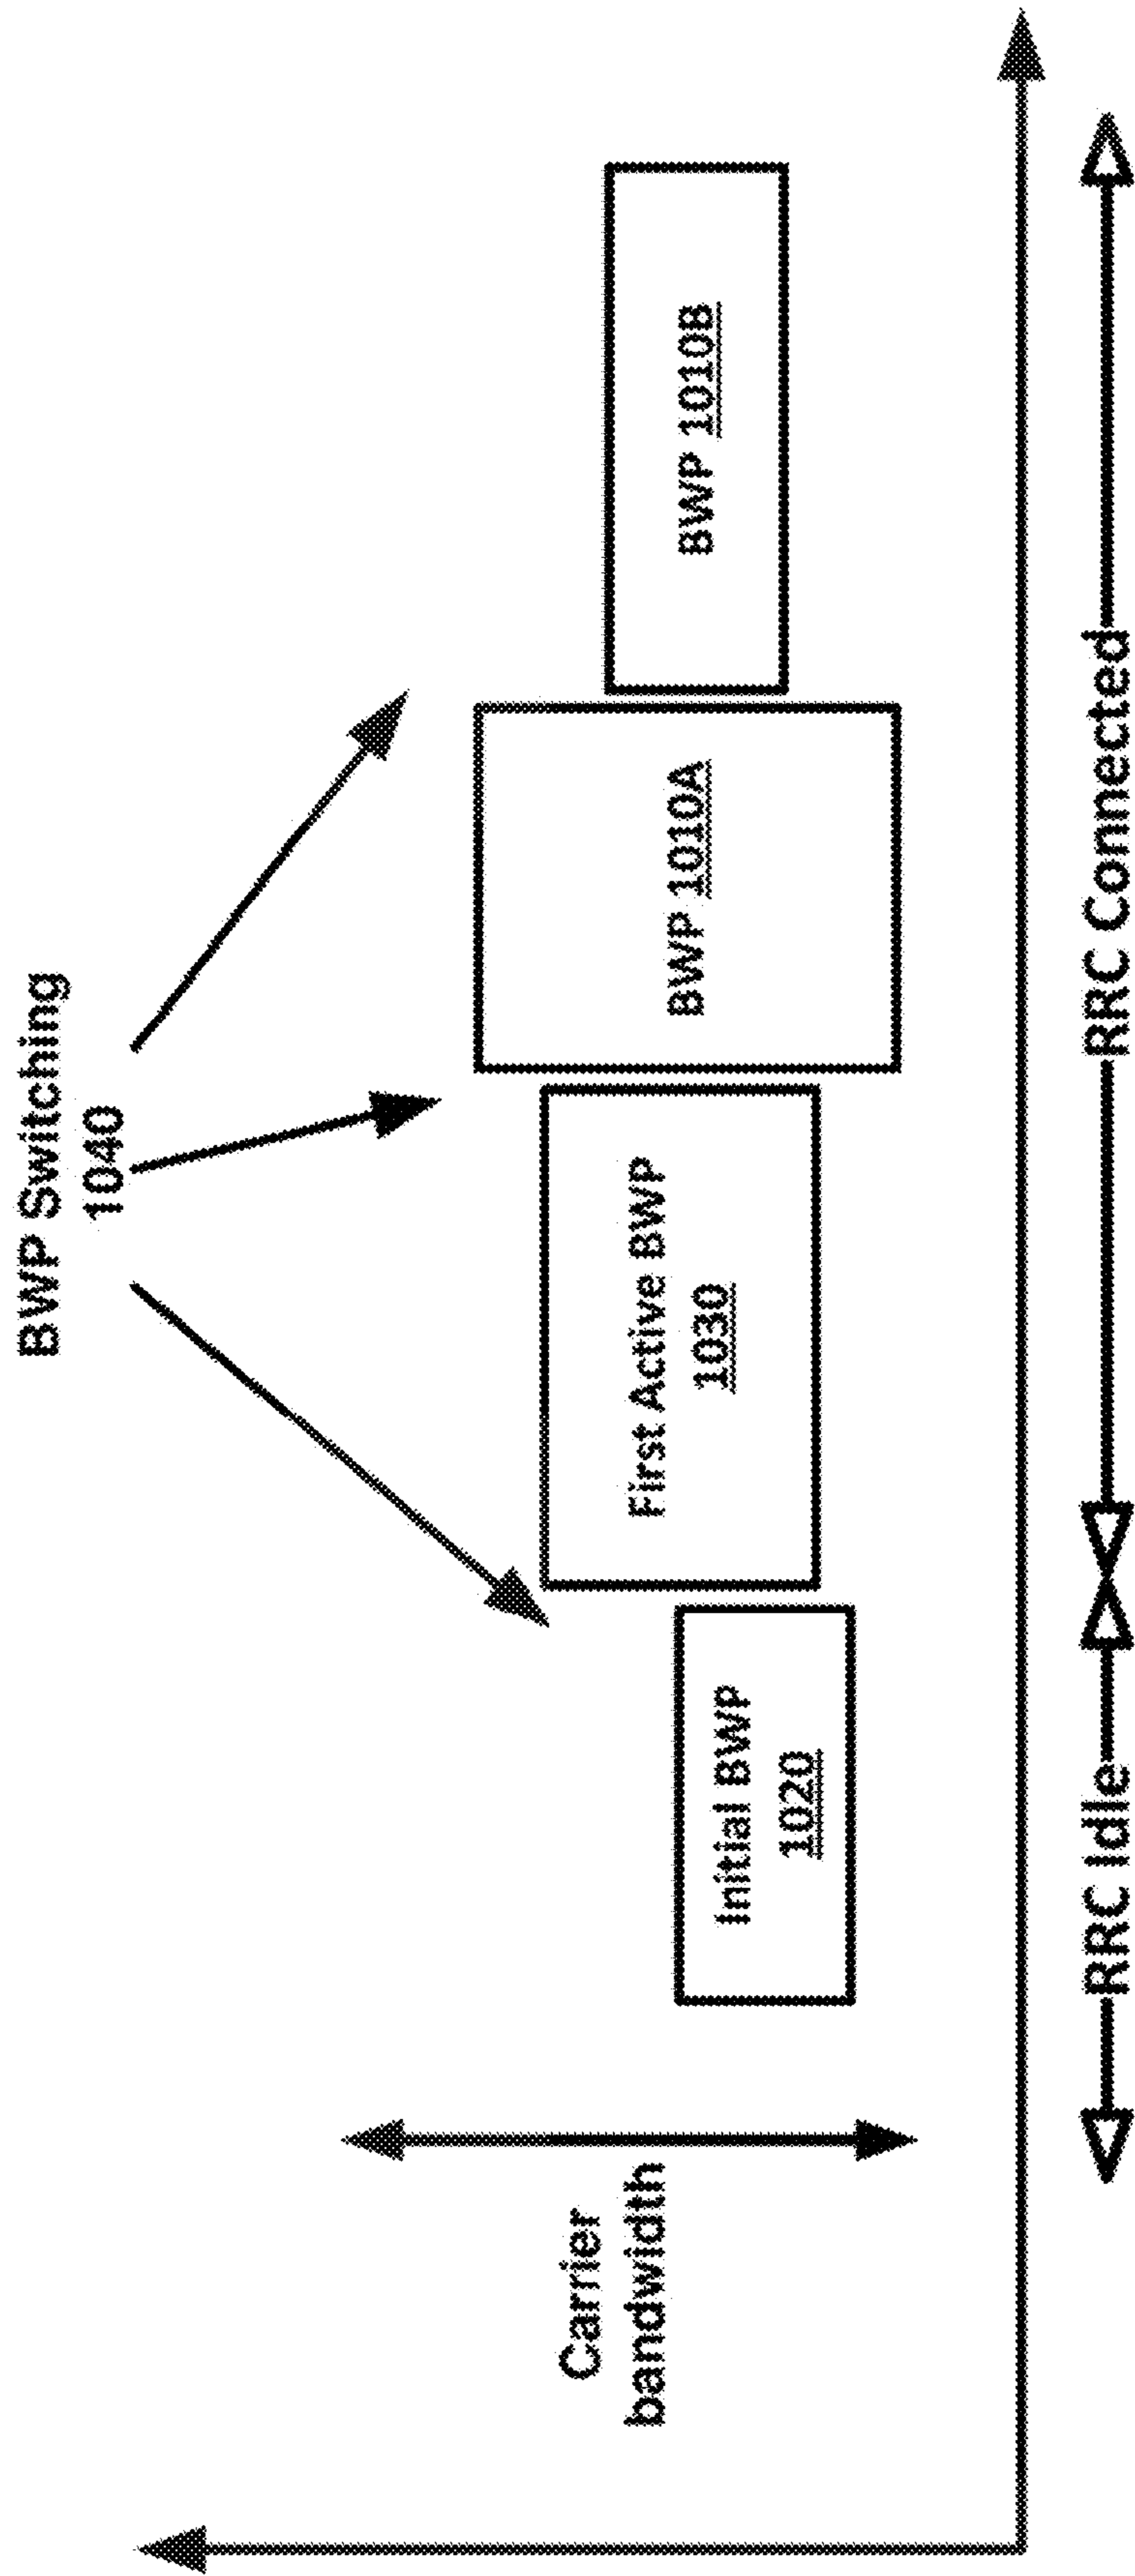 BWP Switching
1040
Carrier
bandwidth
Initial BWP
1020
First Active BWP
1030
BWP 1010A
BWP 1010B
RRC Idle
RRC Connected